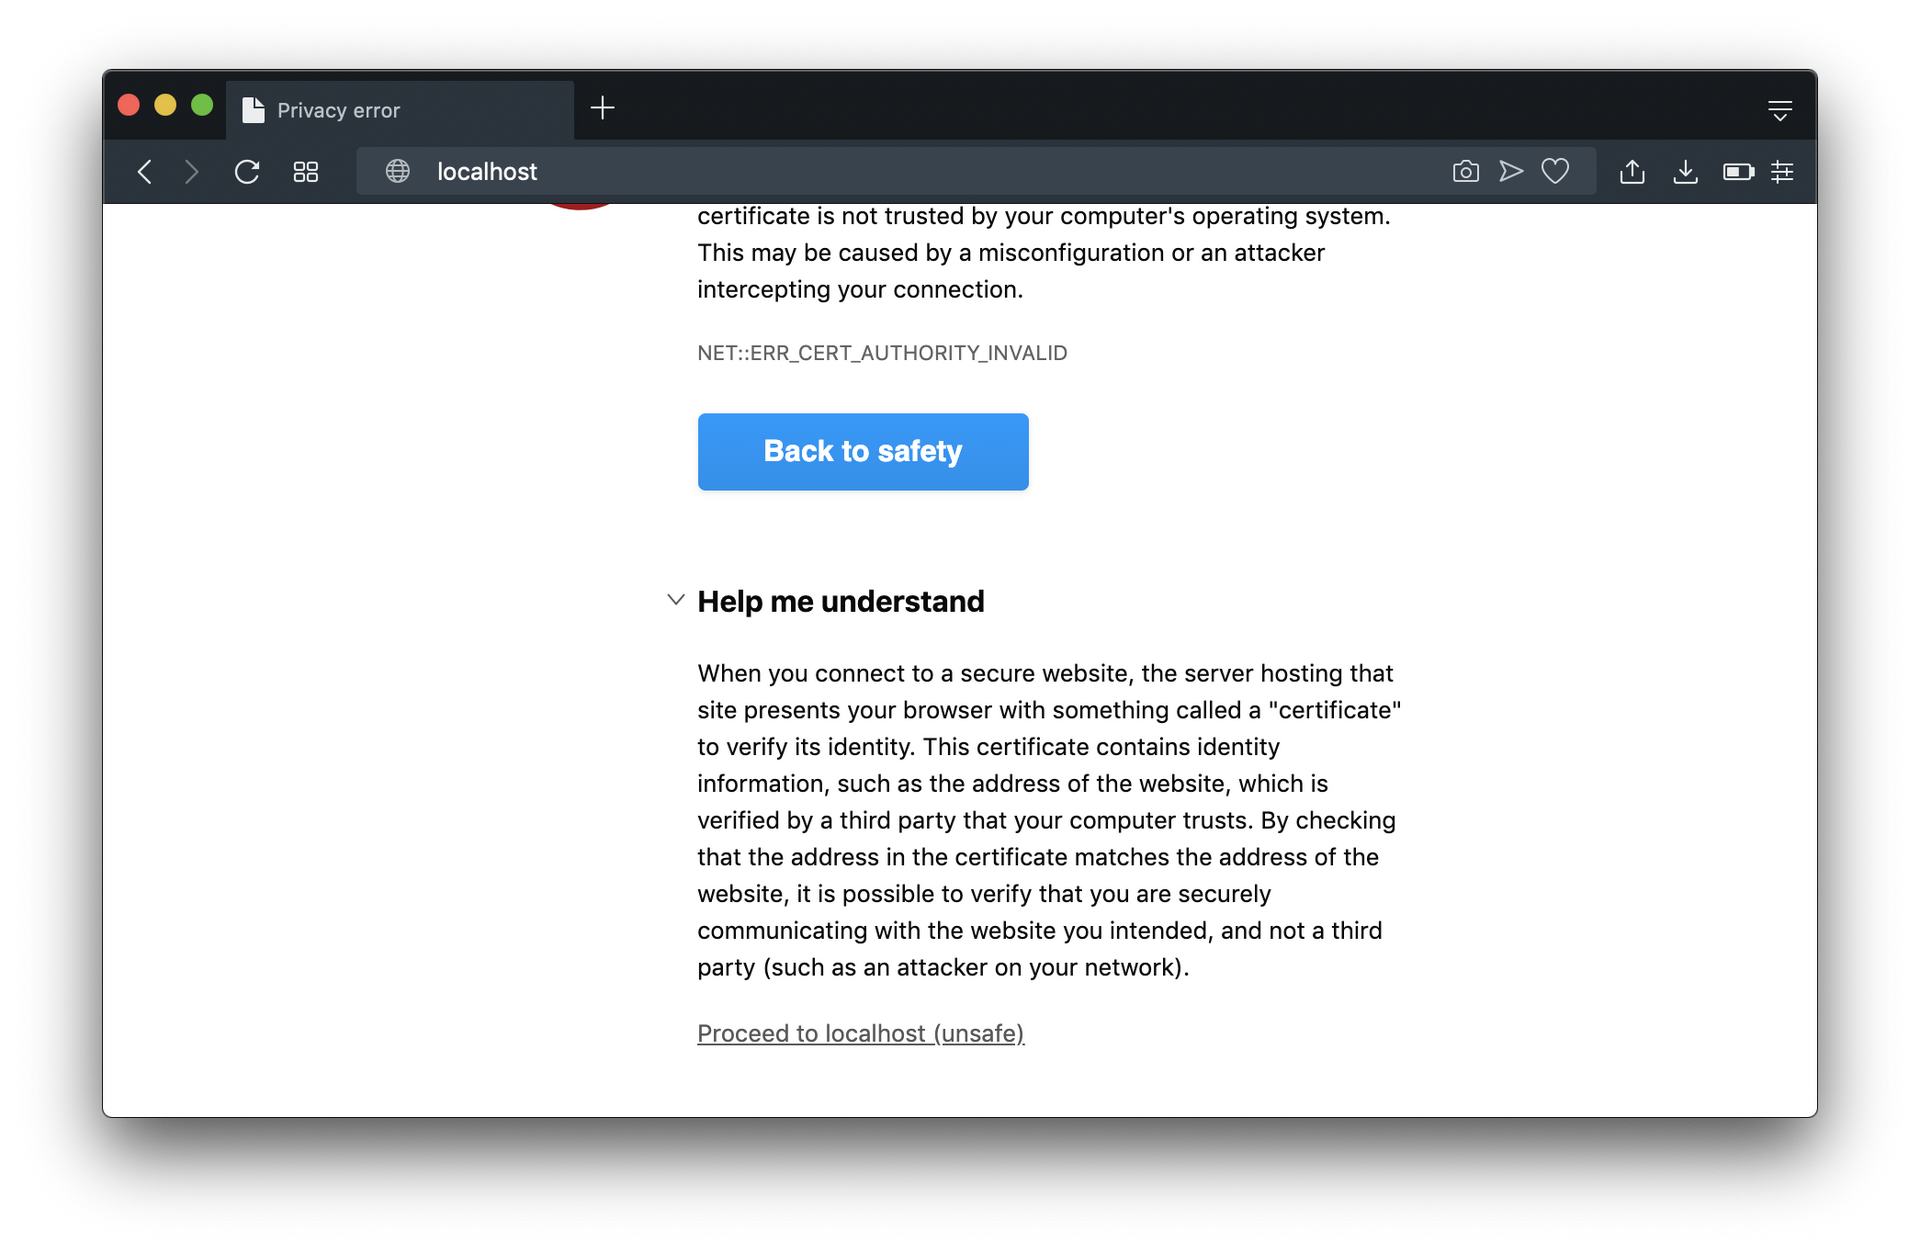 Privacy error
localhost
certificate is not trusted by your computer's operating system.
This may be caused by a misconfiguration or an attacker
intercepting your connection.
NET::ERR_CERT_AUTHORITY_INVALID
Back to safety
Help me understand
When you connect to a secure website, the server hosting that
site presents your browser with something called a "certificate"
to verify its identity. This certificate contains identity
information, such as the address of the website, which is
verified by a third party that your computer trusts. By checking
that the address in the certificate matches the address of the
website, it is possible to verify that you are securely
communicating with the website you intended, and not a third
party (such as an attacker on your network).
Proceed to localhost (unsafe)